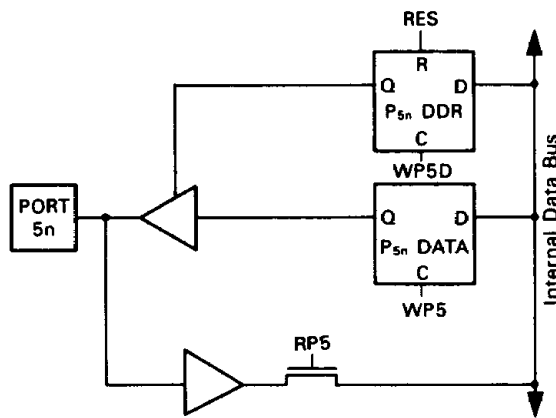 RES
R
Q D
P5n DDR
C
WP5D
PORT
5n
Q D
P5n DATA
C
WP5
RP5
Internal Data Bus